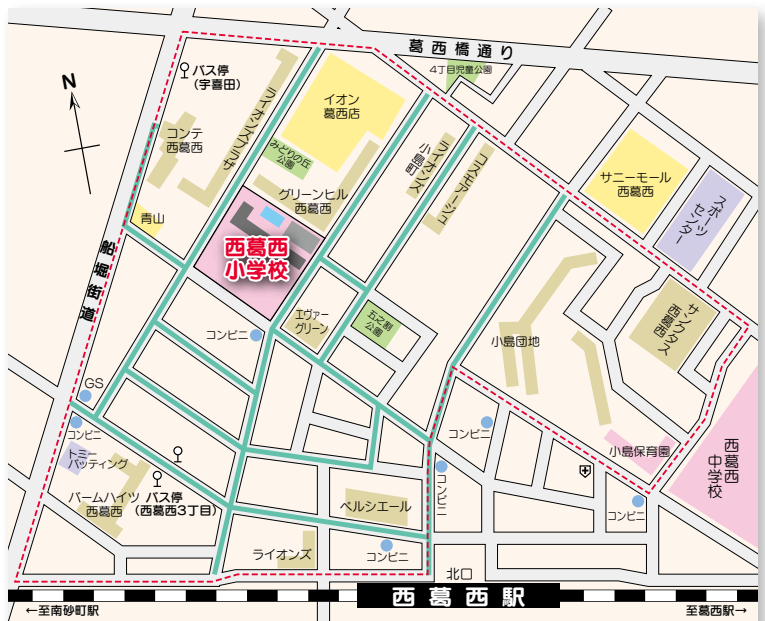 葛西橋通り
4丁目児童公園
N
バス停
(宇喜田)
ライオンズプラザ
イオン
葛西店
コンテ
西葛西
みどりの丘
公園
ライオンズ
小島町
コスモアージュ
サニーモール
西葛西
スポーツ
センター
グリーンヒル
西葛西
青山
西葛西
小学校
船堀街道
サンクタス
西葛西
エヴァー
グリーン
五之割
公園
コンビニ
小島団地
GS
コンビニ
コンビニ
小島保育園
西葛西
中学校
トミー
バッティング
コンビニ
パームハイツ
西葛西
バス停
(西葛西3丁目)
ベルシエール
コンビニ
ライオンズ
コンビニ
北口
西葛西駅
←至南砂町駅
至葛西駅→